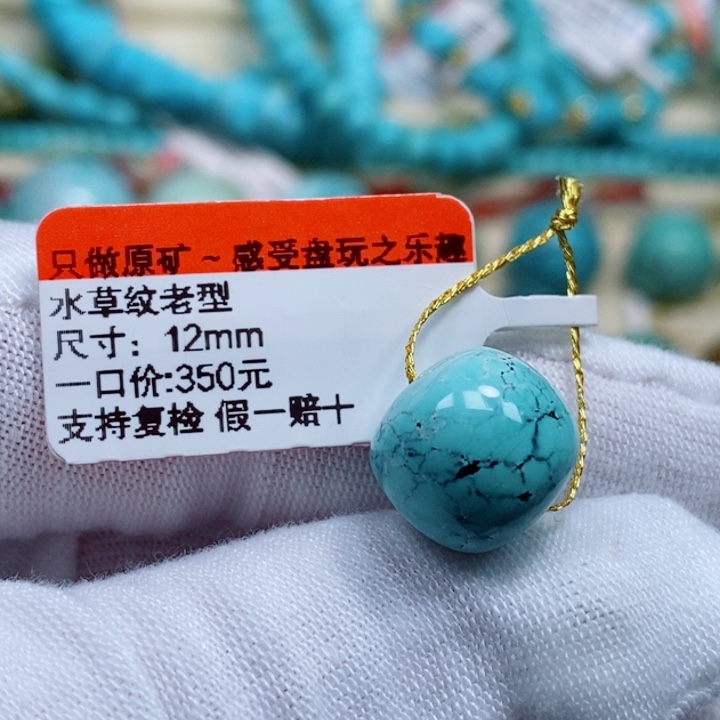 只做原矿 ~ 感受盘玩之乐趣
水草纹老型
尺寸：12mm
一口价:350元
支持复检 假一赔十